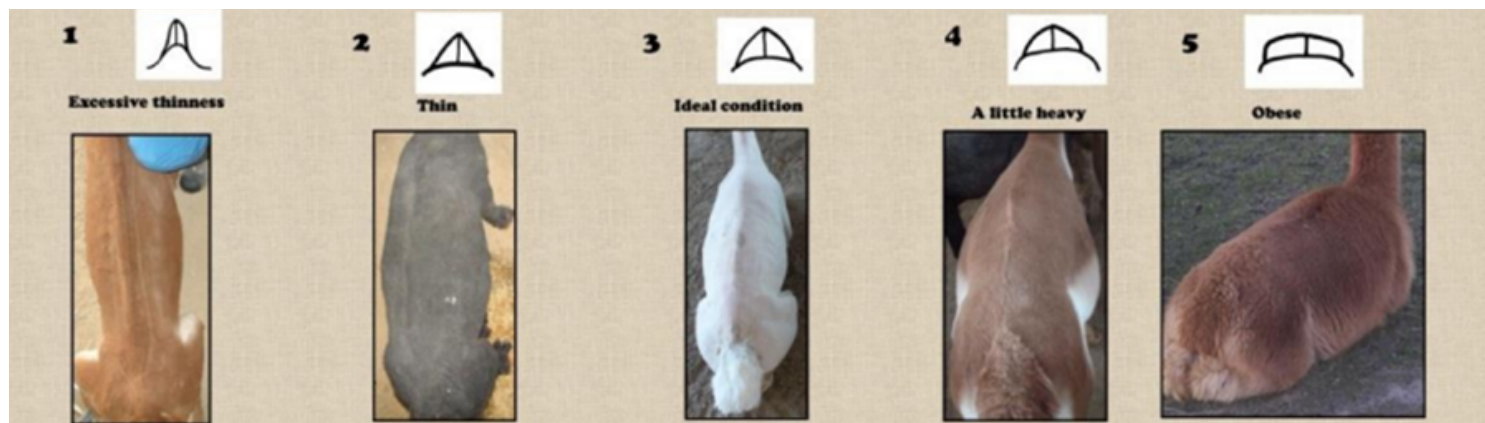 1
Excessive thinness
2
Thin
3
Ideal condition
4
A little heavy
5
Obese